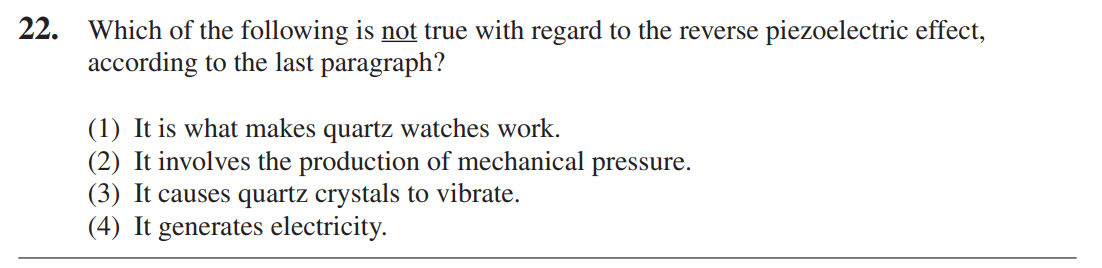 22. Which of the following is not true with regard to the reverse piezoelectric effect,
according to the last paragraph?
(1) It is what makes quartz watches work.
(2) It involves the production of mechanical pressure.
(3) It causes quartz crystals to vibrate.
(4) It generates electricity.